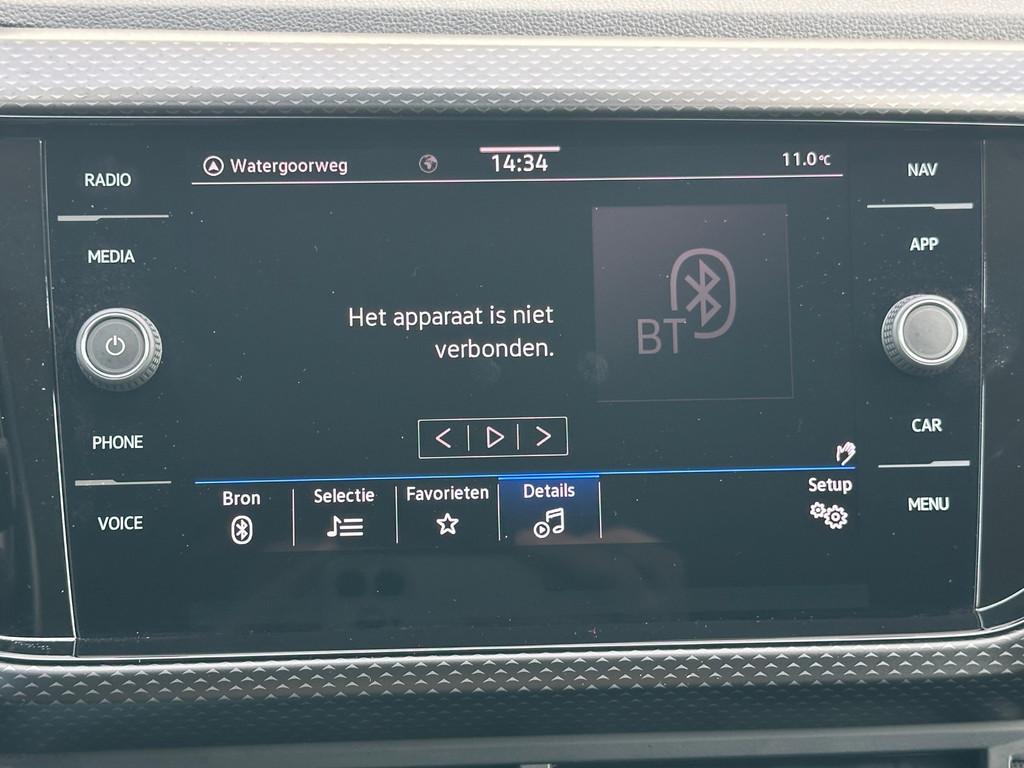 RADIO
MEDIA
PHONE
VOICE
Watergoorweg
14:34
11.0°C
Het apparaat is niet
verbonden.
BT
Bron
Selectie
Favorieten
Details
Setup
NAV
APP
CAR
MENU